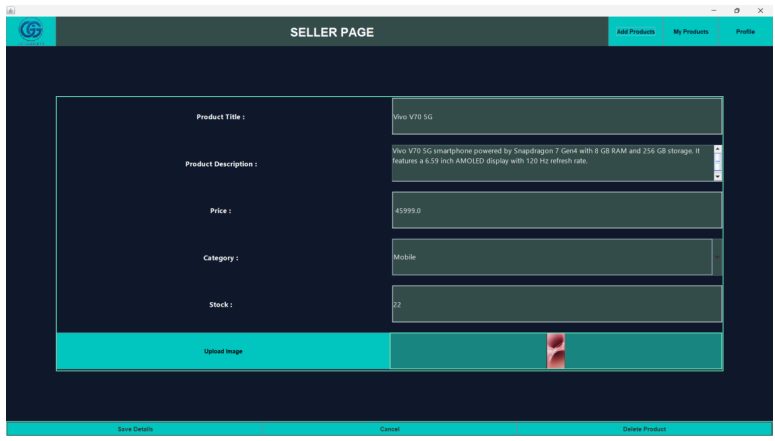 SELLER PAGE
Add Products
My Products
Profile
Product Title :
Vivo V70 5G
Product Description :
Vivo V70 5G smartphone powered by Snapdragon 7 Gen4 with 8 GB RAM and 256 GB storage. It
features a 6.59 inch AMOLED display with 120 Hz refresh rate.
Price :
45999.0
Category :
Mobile
Stock :
22
Upload Image
Save Details
Cancel
Delete Product